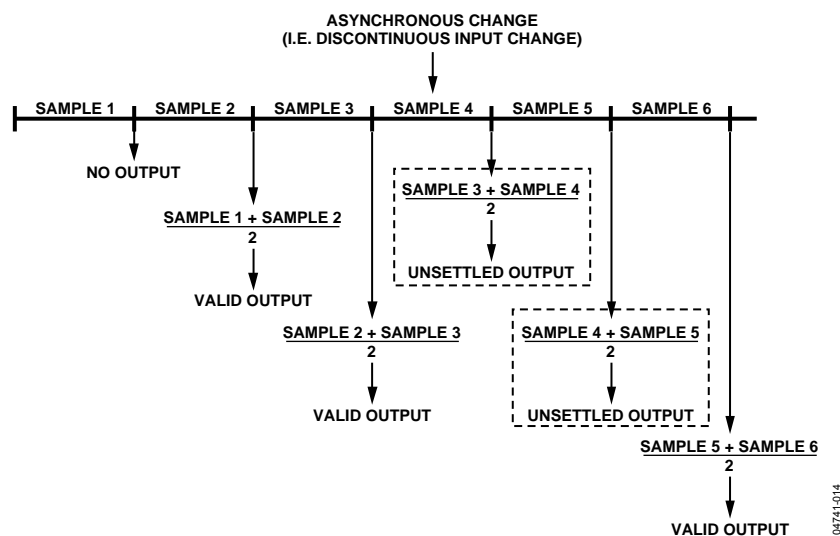 ASYNCHRONOUS CHANGE
(I.E. DISCONTINUOUS INPUT CHANGE)
SAMPLE 1 SAMPLE 2 SAMPLE 3 SAMPLE 4 SAMPLE 5 SAMPLE 6
NO OUTPUT
SAMPLE 1 + SAMPLE 2
2
VALID OUTPUT
SAMPLE 2 + SAMPLE 3
2
VALID OUTPUT
SAMPLE 3 + SAMPLE 4
2
UNSETTLED OUTPUT
SAMPLE 4 + SAMPLE 5
2
UNSETTLED OUTPUT
SAMPLE 5 + SAMPLE 6
2
VALID OUTPUT
04741-014